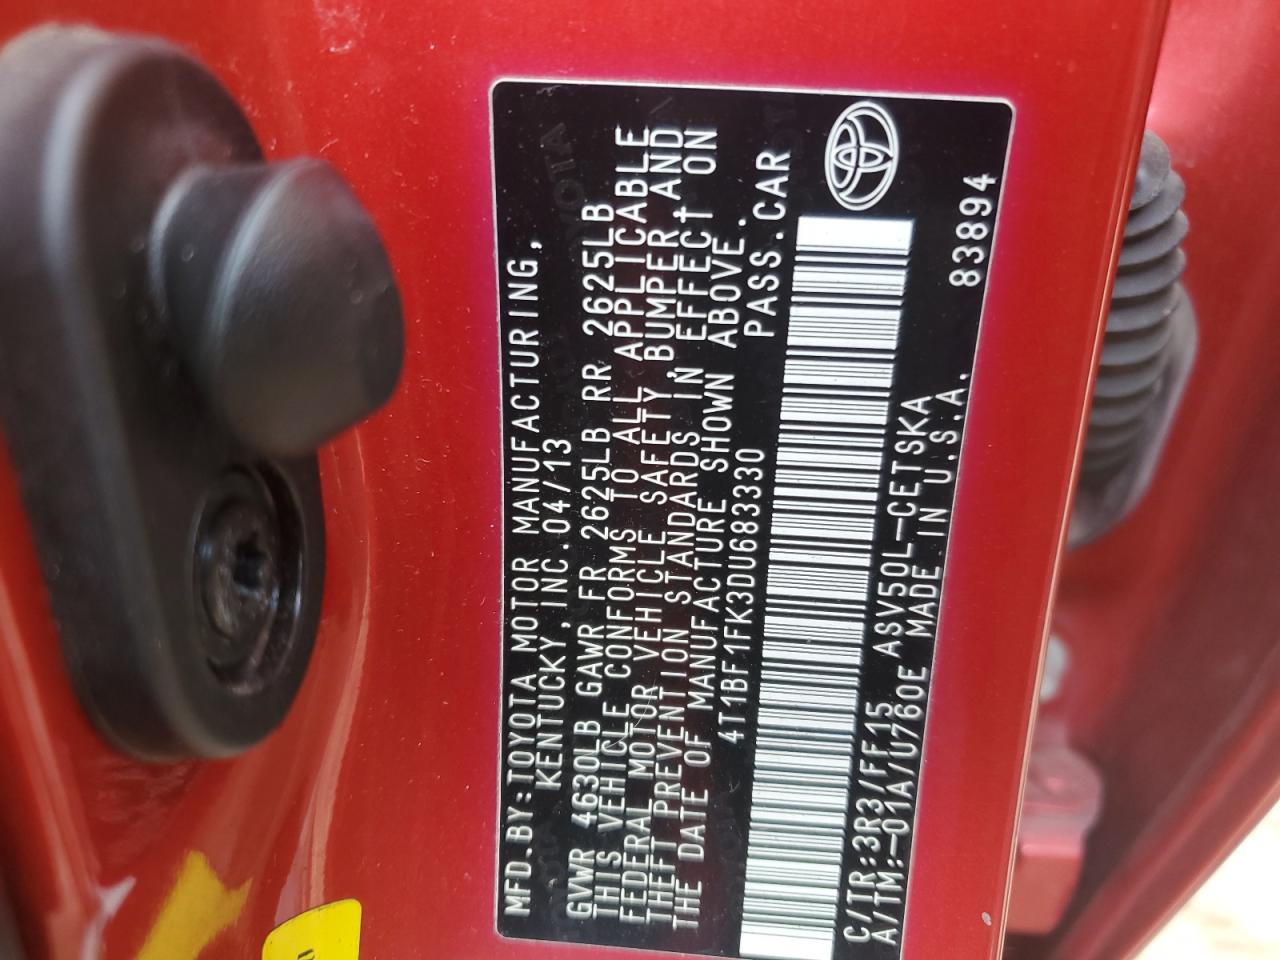 MFD.BY:TOYOTA MOTOR MANUFACTURING,
KENTUCKY,INC.04/13
GVWR 4630LB GAWR FR 2625LB RR 2625LB
THIS VEHICLE CONFORMS TO ALL APPLICABLE
FEDERAL MOTOR VEHICLE SAFETY,BUMPER,AND
THEFT PREVENTION STANDARDS IN EFFECT ON
THE DATE OF MANUFACTURE SHOWN ABOVE.
4T1BF1FK3DU683330 PASS.CAR
C/TR:3R3/FF15 ASV50L-CETSKA 83894
A/TM:-01A/U760E MADE IN U.S.A.